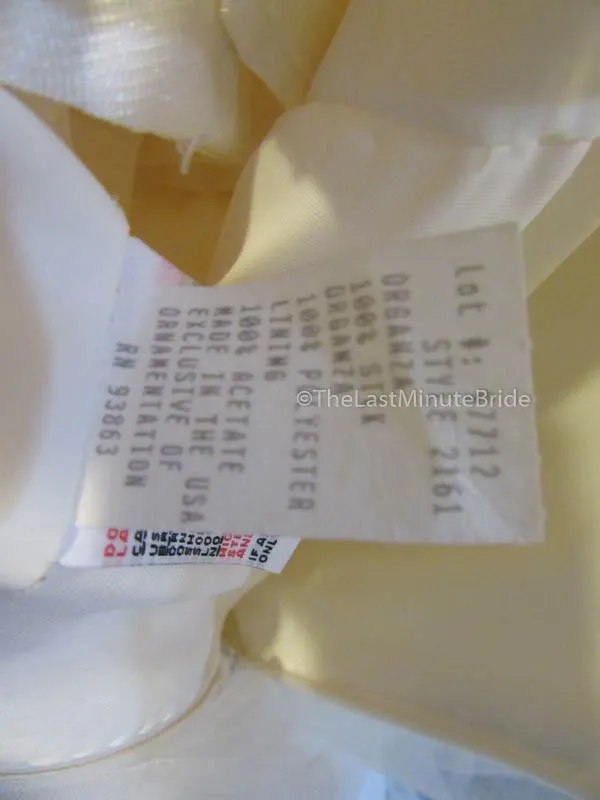 Lot #: 7712
STYLE 2161
ORGANZA
100% SILK
ORGANZA
100% POLYESTER
LINING
100% ACETATE
MADE IN THE USA
EXCLUSIVE OF
ORNAMENTATION
RN 93863
©TheLastMinuteBride